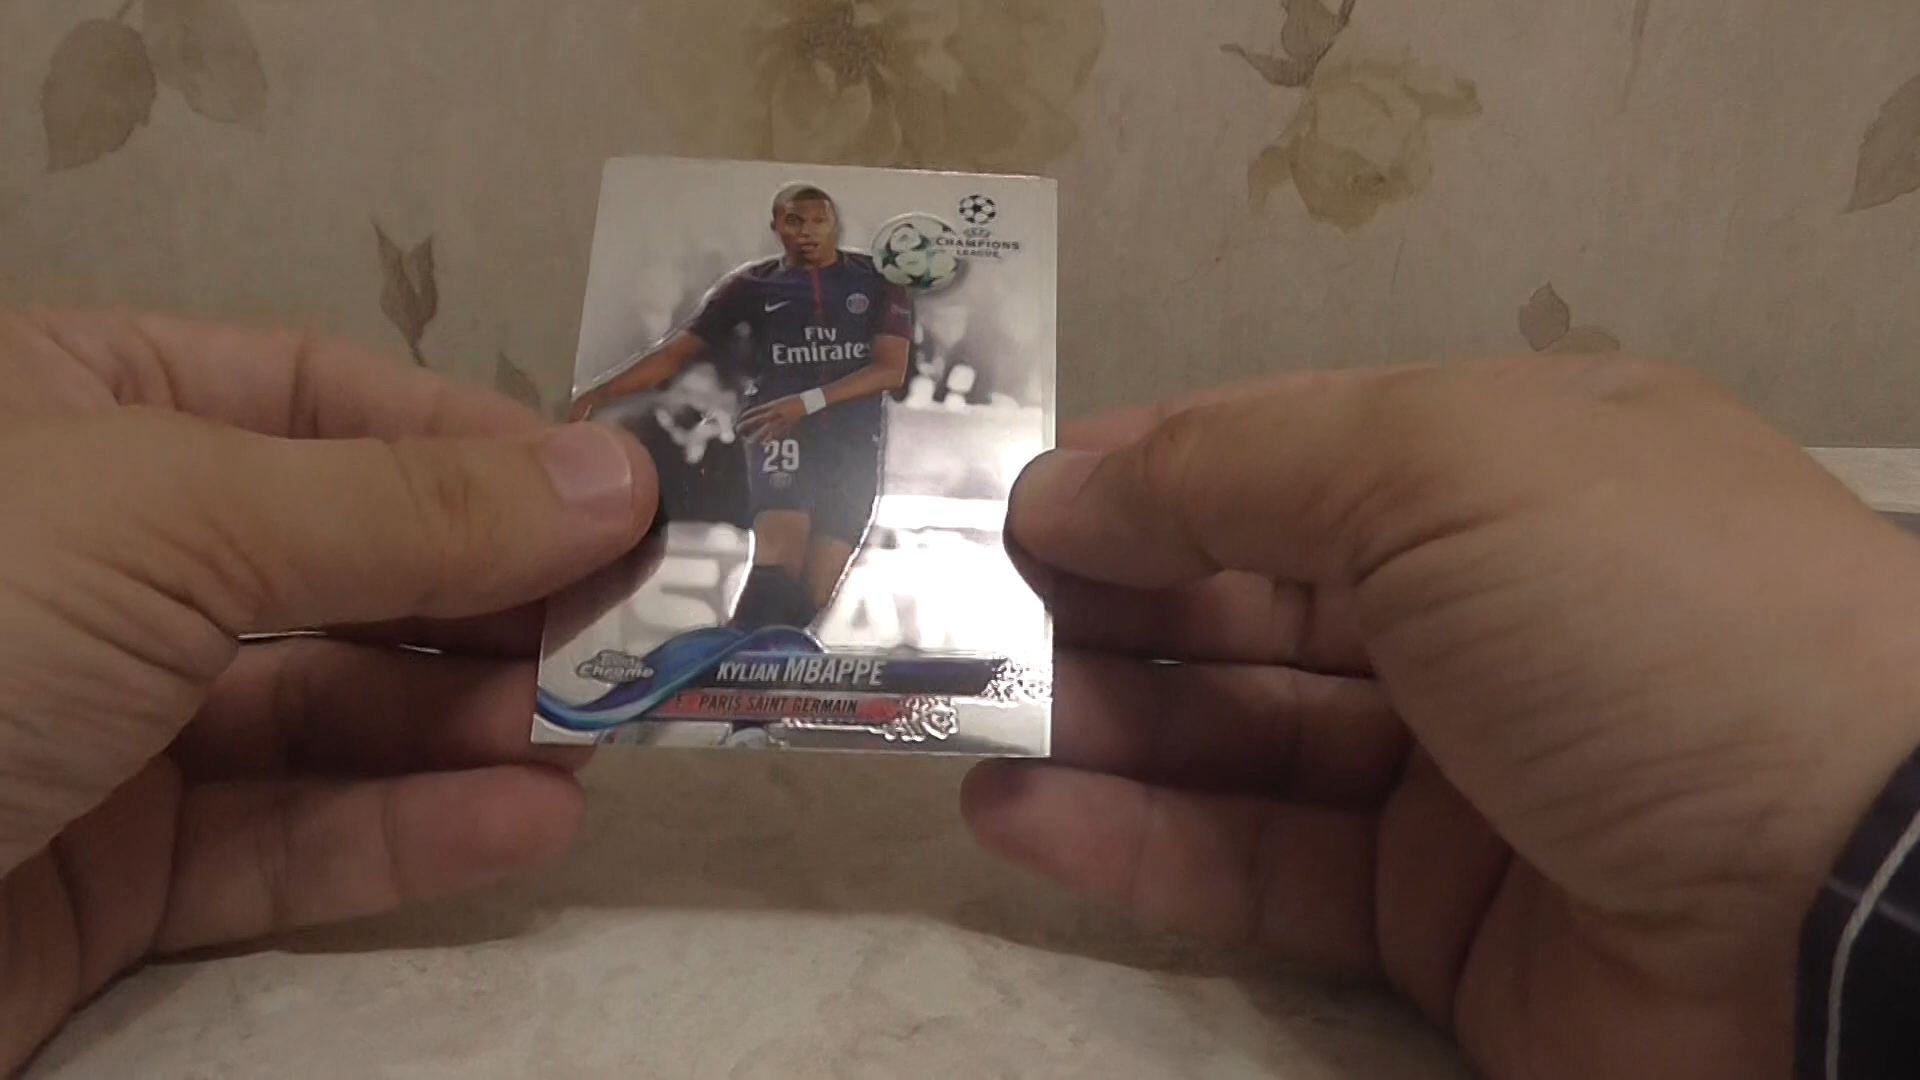 CHAMPIONS
LEAGUE
Fly
Emirates
29
Topps
Chrome
KYLIAN MBAPPE
F PARIS SAINT GERMAIN